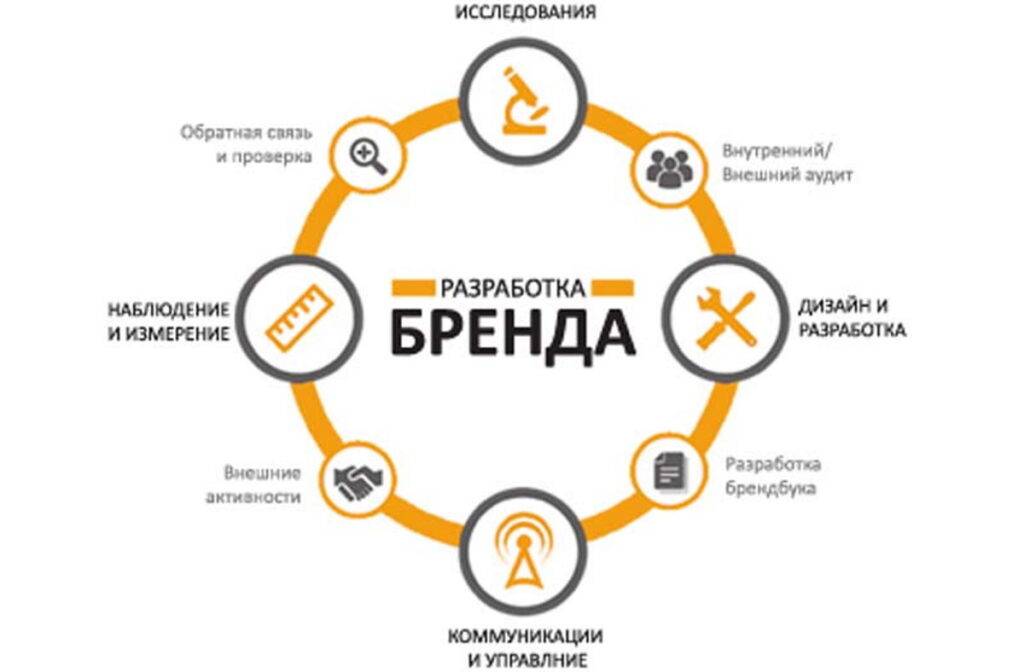 ИССЛЕДОВАНИЯ
Обратная связь
и проверка
Внутренний/
Внешний аудит
РАЗРАБОТКА
БРЕНДА
НАБЛЮДЕНИЕ
И ИЗМЕРЕНИЕ
ДИЗАЙН И
РАЗРАБОТКА
Внешние
активности
Разработка
брендбука
КОММУНИКАЦИИ
И УПРАВЛНИЕ